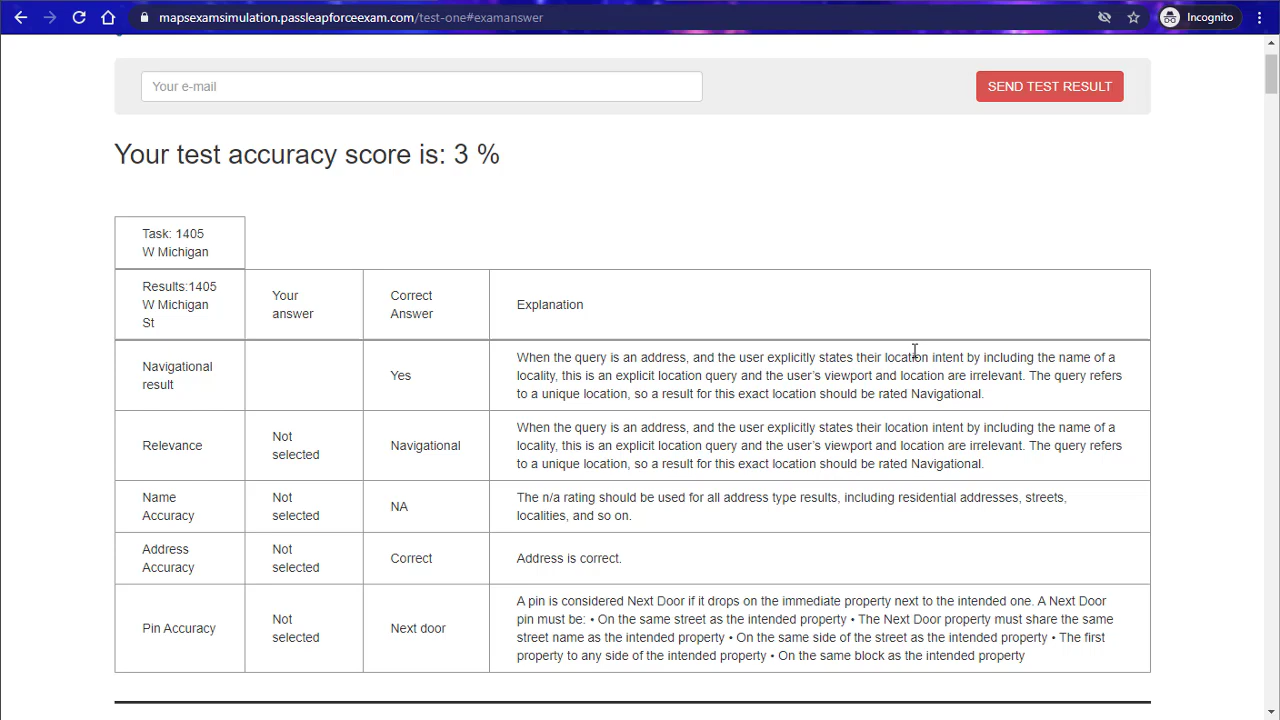 mapsexamsimulation.passleapforceexam.com/test-one#examanswer
Incognito
Your e-mail
SEND TEST RESULT
Your test accuracy score is: 3 %
Task: 1405
W Michigan
Results:1405
W Michigan
St
Your
answer
Correct
Answer
Explanation
Navigational
result
Yes
When the query is an address, and the user explicitly states their location intent by including the name of a
locality, this is an explicit location query and the user’s viewport and location are irrelevant. The query refers
to a unique location, so a result for this exact location should be rated Navigational.
Relevance
Not
selected
Navigational
When the query is an address, and the user explicitly states their location intent by including the name of a
locality, this is an explicit location query and the user’s viewport and location are irrelevant. The query refers
to a unique location, so a result for this exact location should be rated Navigational.
Name
Accuracy
Not
selected
NA
The n/a rating should be used for all address type results, including residential addresses, streets,
localities, and so on.
Address
Accuracy
Not
selected
Correct
Address is correct.
Pin Accuracy
Not
selected
Next door
A pin is considered Next Door if it drops on the immediate property next to the intended one. A Next Door
pin must be: • On the same street as the intended property • The Next Door property must share the same
street name as the intended property • On the same side of the street as the intended property • The first
property to any side of the intended property • On the same block as the intended property